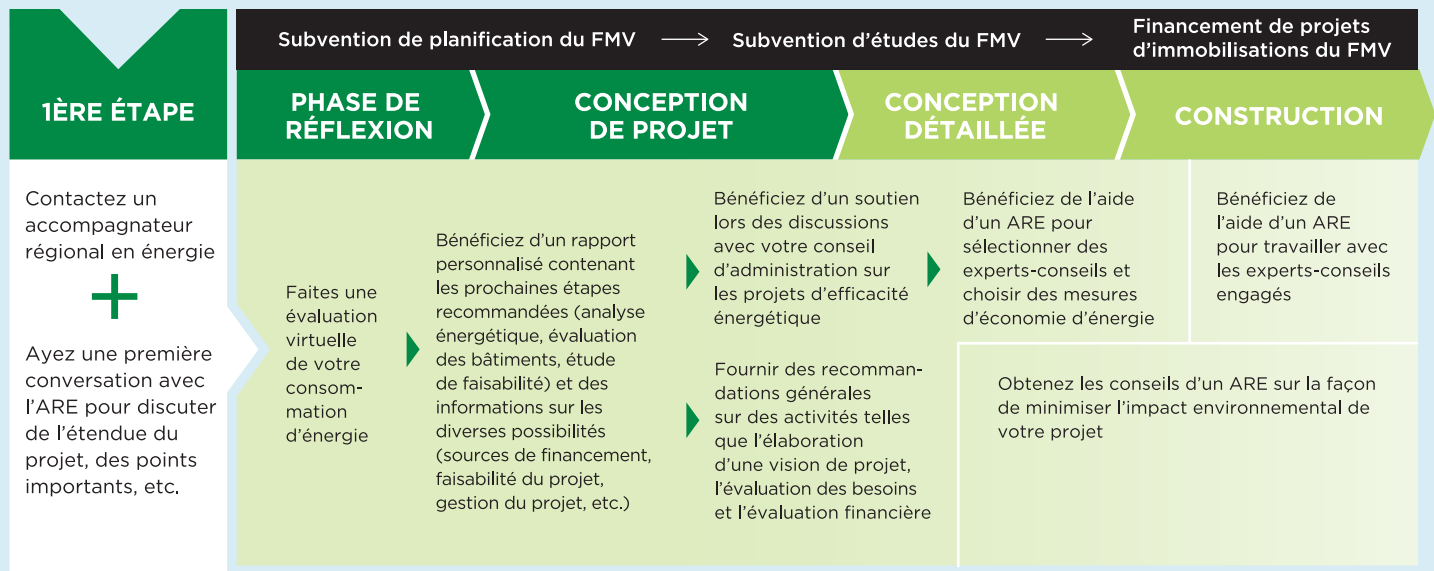 Subvention de planification du FMV → Subvention d'études du FMV → Financement de projets
d'immobilisations du FMV
1ÈRE ÉTAPE
PHASE DE
RÉFLEXION
CONCEPTION
DE PROJET
CONCEPTION
DÉTAILLÉE
CONSTRUCTION
Contactez un
accompagnateur
régional en énergie
+
Ayez une première
conversation avec
l'ARE pour discuter
de l'étendue du
projet, des points
importants, etc.
Faites une
évaluation
virtuelle
de votre
consom-
mation
d'énergie
Bénéficiez d'un rapport
personnalisé contenant
les prochaines étapes
recommandées (analyse
énergétique, évaluation
des bâtiments, étude
de faisabilité) et des
informations sur les
diverses possibilités
(sources de financement,
faisabilité du projet,
gestion du projet, etc.)
Bénéficiez d'un soutien
lors des discussions
avec votre conseil
d'administration sur
les projets d'efficacité
énergétique
Fournir des recomman-
dations générales
sur des activités telles
que l'élaboration
d'une vision de projet,
l'évaluation des besoins
et l'évaluation financière
Bénéficiez de l'aide
d'un ARE pour
sélectionner des
experts-conseils et
choisir des mesures
d'économie d'énergie
Bénéficiez de
l'aide d'un ARE
pour travailler avec
les experts-conseils
engagés
Obtenez les conseils d'un ARE sur la façon
de minimiser l'impact environnemental de
votre projet